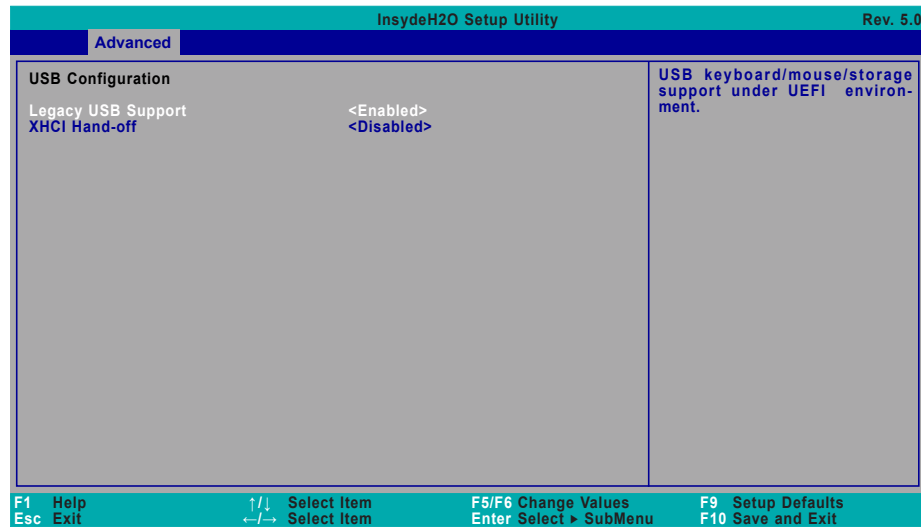 InsydeH2O Setup Utility Rev. 5.0
Advanced
USB Configuration
Legacy USB Support <Enabled>
XHCI Hand-off <Disabled>
USB keyboard/mouse/storage
support under UEFI environ-
ment.
F1 Help ↑/↓ Select Item F5/F6 Change Values F9 Setup Defaults
Esc Exit ←/→ Select Item Enter Select ▶ SubMenu F10 Save and Exit